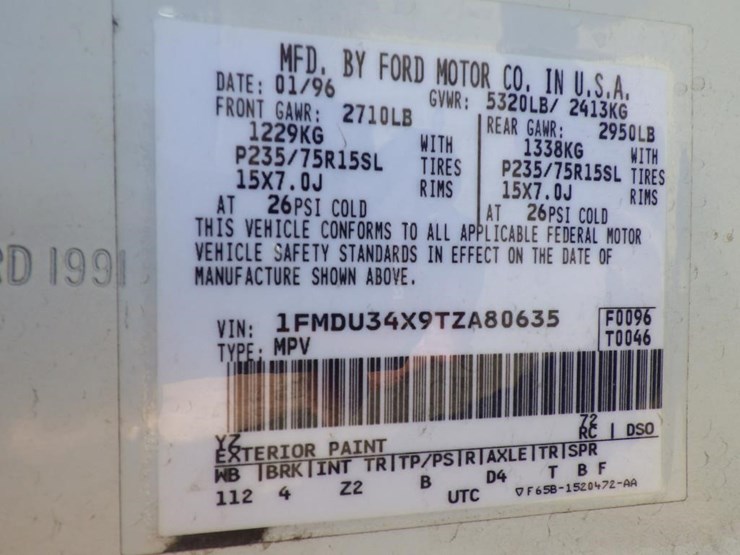 MFD. BY FORD MOTOR CO. IN U.S.A.
DATE: 01/96 GVWR: 5320LB/ 2413KG
FRONT GAWR: 2710LB REAR GAWR: 2950LB
1229KG WITH 1338KG WITH
P235/75R15SL TIRES P235/75R15SL TIRES
15X7.0J RIMS 15X7.0J RIMS
AT 26PSI COLD AT 26PSI COLD
THIS VEHICLE CONFORMS TO ALL APPLICABLE FEDERAL MOTOR
VEHICLE SAFETY STANDARDS IN EFFECT ON THE DATE OF
MANUFACTURE SHOWN ABOVE.
VIN: 1FMDU34X9TZA80635 F0096
TYPE: MPV T0046
YZ 72
EXTERIOR PAINT RC | DSO
WB |BRK|INT TR|TP/PS|R|AXLE|TR|SPR
112 4 Z2 B D4 T B F
UTC ▽F65B-1520472-AA
D 1991